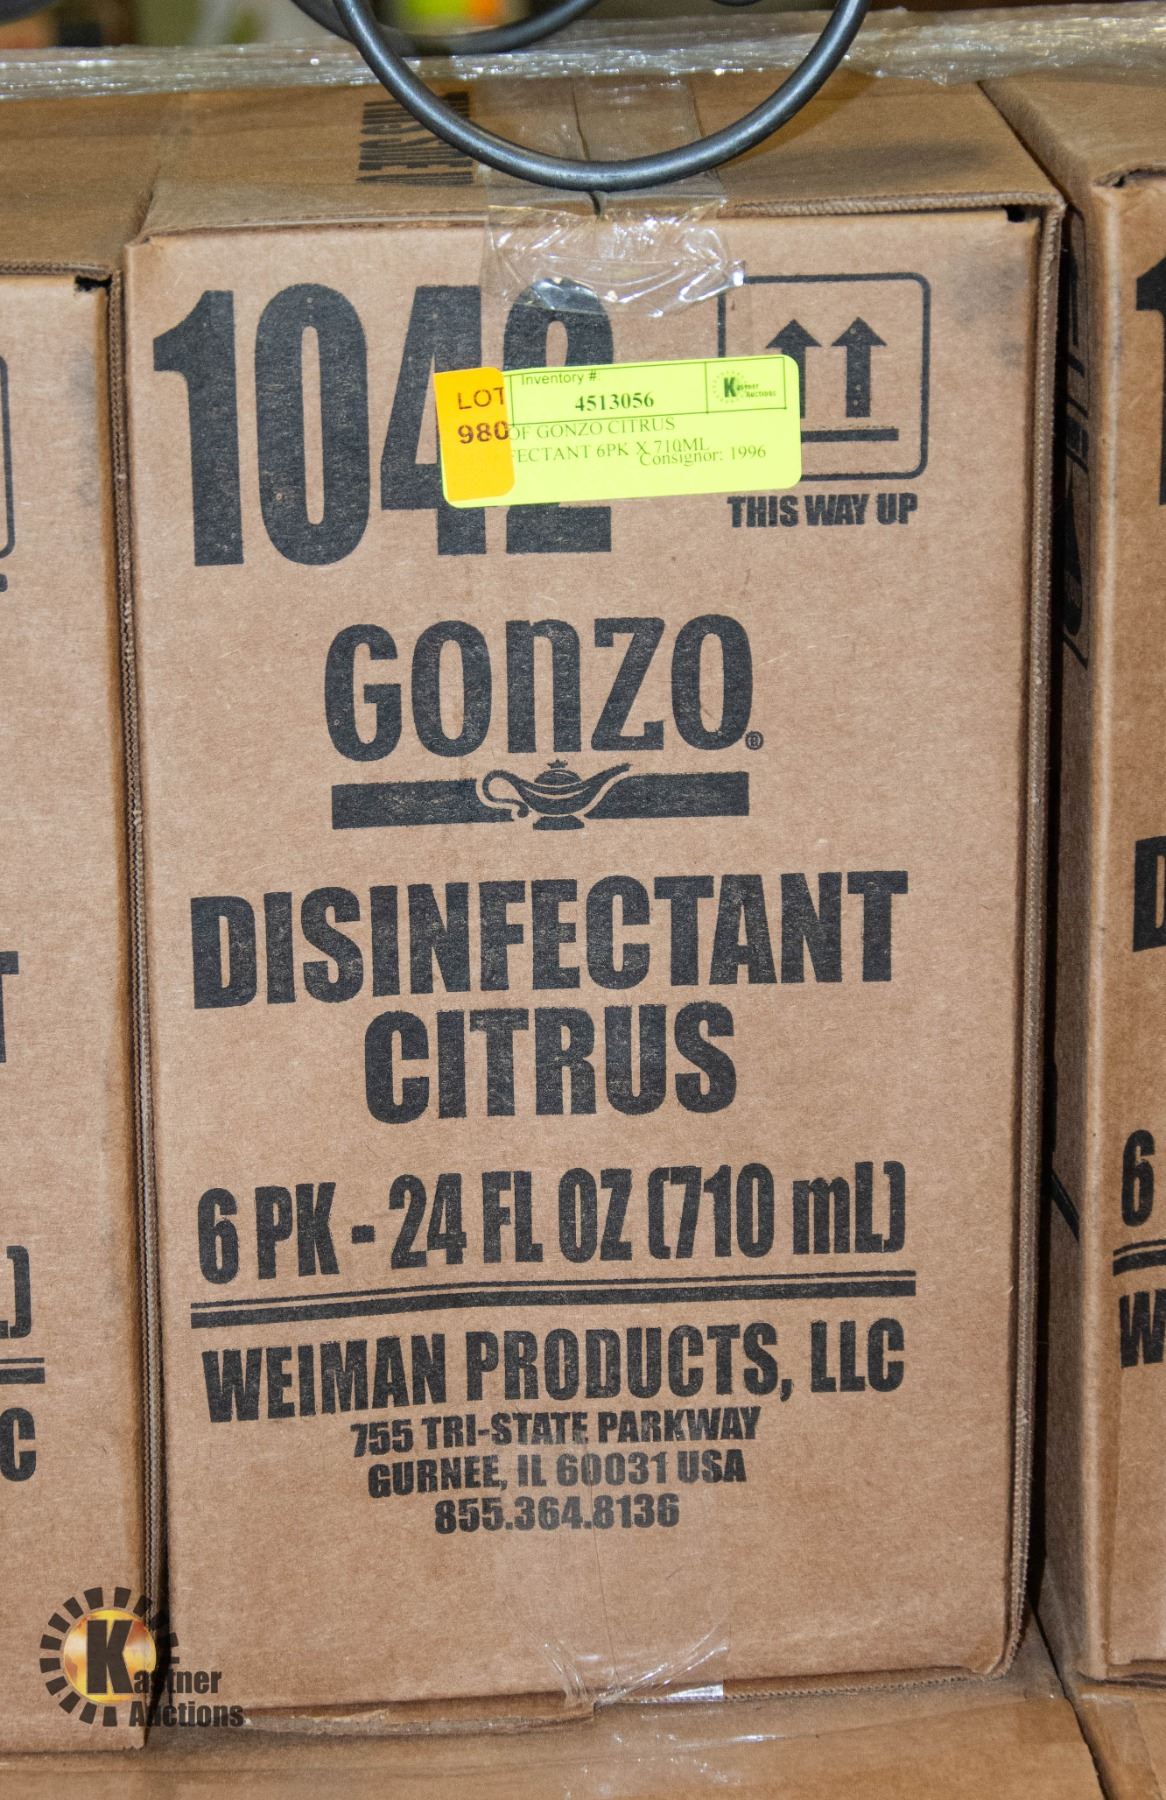 1042
LOT
980
Inventory #:
4513056
Kastner
Auctions
OF GONZO CITRUS
FECTANT 6PK X 710ML
Consignor: 1996
THIS WAY UP
GONZO®
DISINFECTANT
CITRUS
6 PK - 24 FL OZ (710 mL)
WEIMAN PRODUCTS, LLC
755 TRI-STATE PARKWAY
GURNEE, IL 60031 USA
855.364.8136
Kastner
Auctions